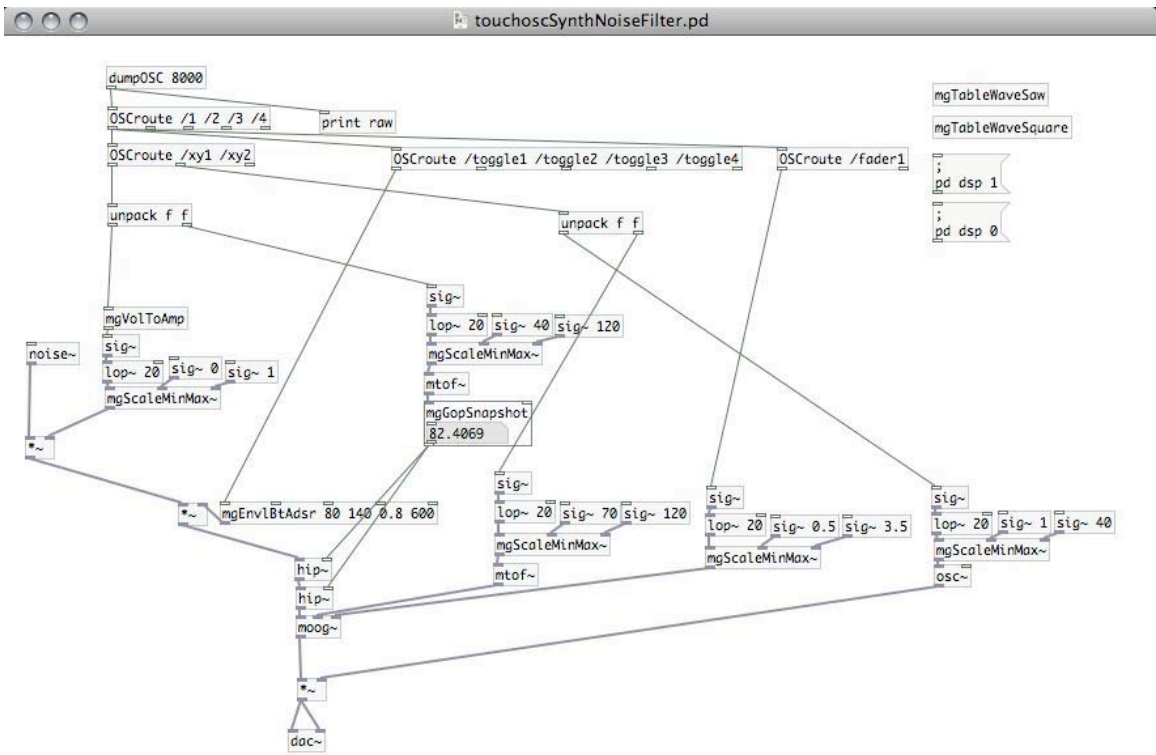 touchoscSynthNoiseFilter.pd
dumpOSC 8000
mgTableWaveSaw
OSCroute /1 /2 /3 /4
print raw
mgTableWaveSquare
OSCroute /xy1 /xy2
OSCroute /toggle1 /toggle2 /toggle3 /toggle4
OSCroute /fader1
;
pd dsp 1
;
pd dsp 0
unpack f f
unpack f f
sig~
mgVolToAmp
lop~ 20
sig~ 40
sig~ 120
noise~
sig~
mgScaleMinMax~
lop~ 20
sig~ 0
sig~ 1
mtof~
mgScaleMinMax~
mgGopSnapshot
82.4069
*~
sig~
sig~
sig~
*~
mgEnvlBtAdsr 80 140 0.8 600
lop~ 20
sig~ 70
sig~ 120
lop~ 20
sig~ 0.5
sig~ 3.5
lop~ 20
sig~ 1
sig~ 40
mgScaleMinMax~
mgScaleMinMax~
mgScaleMinMax~
hip~
mtof~
osc~
hip~
moog~
*~
dac~